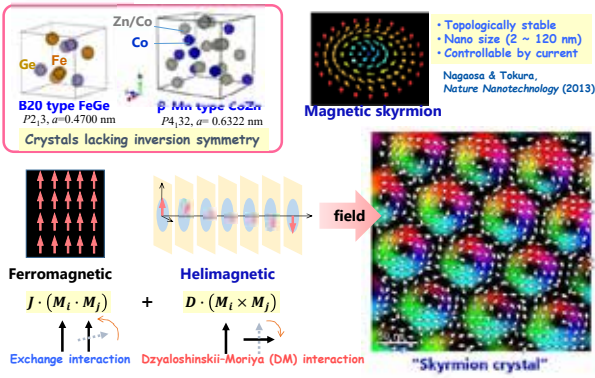 Zn/Co
Co
Ge
Fe
B20 type FeGe
P2₁3, a=0.4700 nm
β-Mn type CoZn
P4₁32, a= 0.6322 nm
Crystals lacking inversion symmetry
• Topologically stable
• Nano size (2 ~ 120 nm)
• Controllable by current
Nagaosa & Tokura,
Nature Nanotechnology (2013)
Magnetic skyrmion
field
Ferromagnetic
Helimagnetic
J · (Mᵢ · Mⱼ)
+
D · (Mᵢ × Mⱼ)
Exchange interaction
Dzyaloshinskii-Moriya (DM) interaction
"Skyrmion crystal"